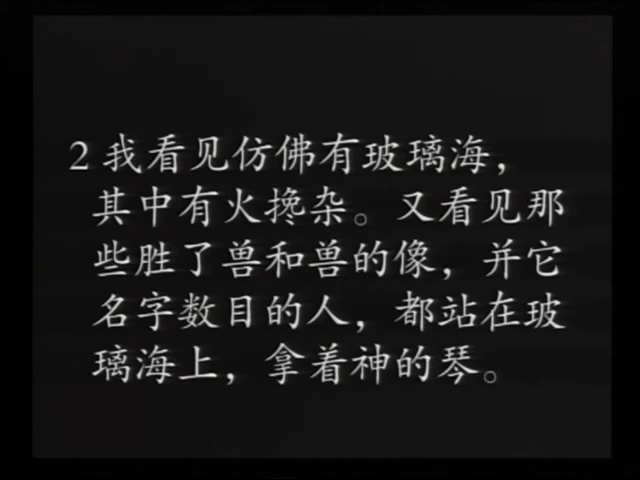 2 我看见仿佛有玻璃海，
其中有火搀杂。又看见那
些胜了兽和兽的像，并它
名字数目的人，都站在玻
璃海上，拿着神的琴。